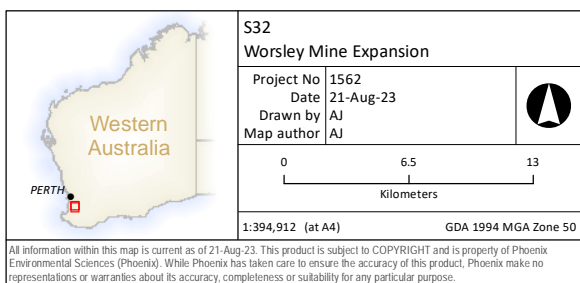 Western
Australia
PERTH
S32
Worsley Mine Expansion
Project No 1562
Date 21-Aug-23
Drawn by AJ
Map author AJ
0 6.5 13
Kilometers
1:394,912 (at A4) GDA 1994 MGA Zone 50
All information within this map is current as of 21-Aug-23. This product is subject to COPYRIGHT and is property of Phoenix
Environmental Sciences (Phoenix). While Phoenix has taken care to ensure the accuracy of this product, Phoenix make no
representations or warranties about its accuracy, completeness or suitability for any particular purpose.